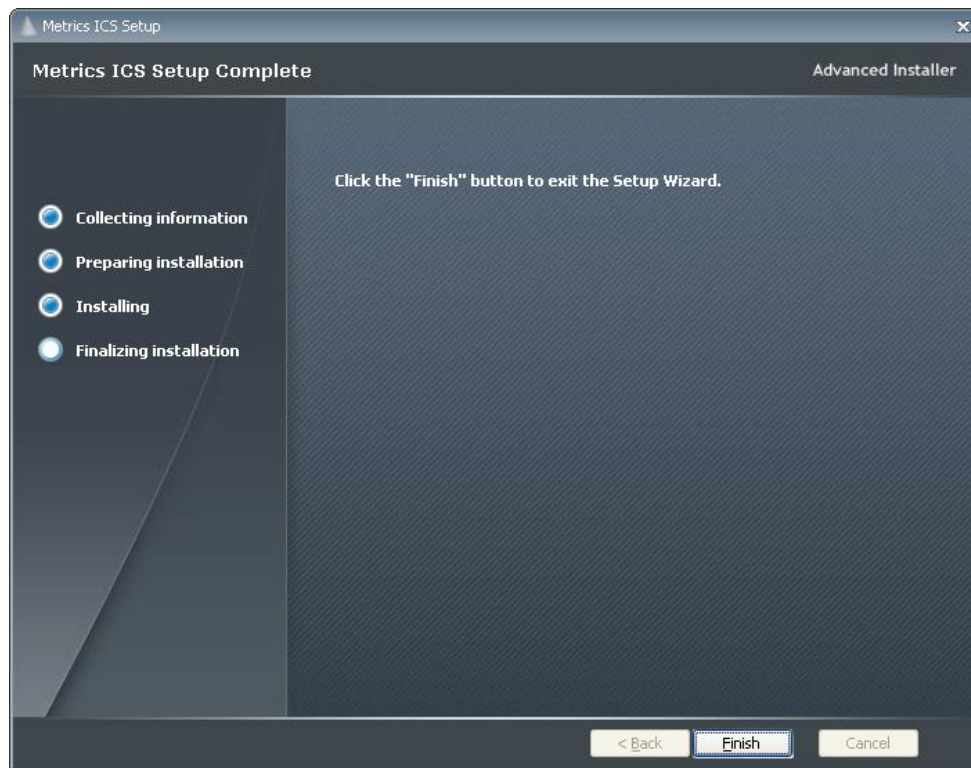 Metrics ICS Setup
Metrics ICS Setup Complete
Advanced Installer
Click the "Finish" button to exit the Setup Wizard.
Collecting information
Preparing installation
Installing
Finalizing installation
< Back
Finish
Cancel